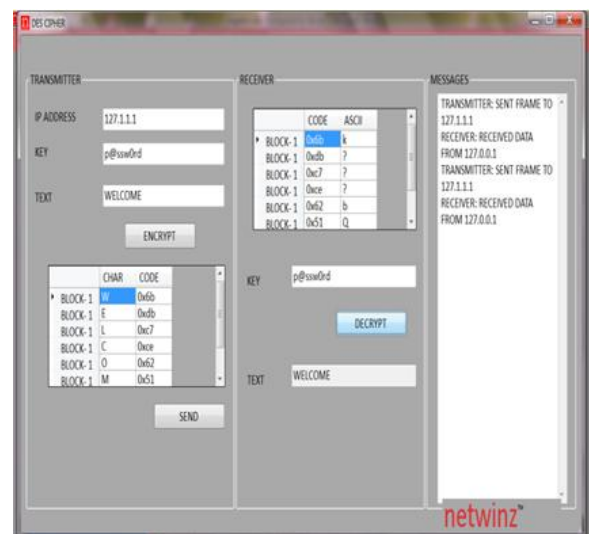 DES CIPHER
TRANSMITTER
IP ADDRESS 127.1.1.1
KEY p@ssw0rd
TEXT WELCOME
ENCRYPT
CHAR CODE
BLOCK- 1 W 0x6b
BLOCK- 1 E 0xdb
BLOCK- 1 L 0xc7
BLOCK- 1 C 0xce
BLOCK- 1 O 0x62
BLOCK- 1 M 0x51
SEND
RECEIVER
CODE ASCII
BLOCK- 1 0x6b k
BLOCK- 1 0xdb ?
BLOCK- 1 0xc7 ?
BLOCK- 1 0xce ?
BLOCK- 1 0x62 b
BLOCK- 1 0x51 Q
KEY p@ssw0rd
DECRYPT
TEXT WELCOME
MESSAGES
TRANSMITTER: SENT FRAME TO
127.1.1.1
RECEIVER: RECEIVED DATA
FROM 127.0.0.1
TRANSMITTER: SENT FRAME TO
127.1.1.1
RECEIVER: RECEIVED DATA
FROM 127.0.0.1
netwinz™